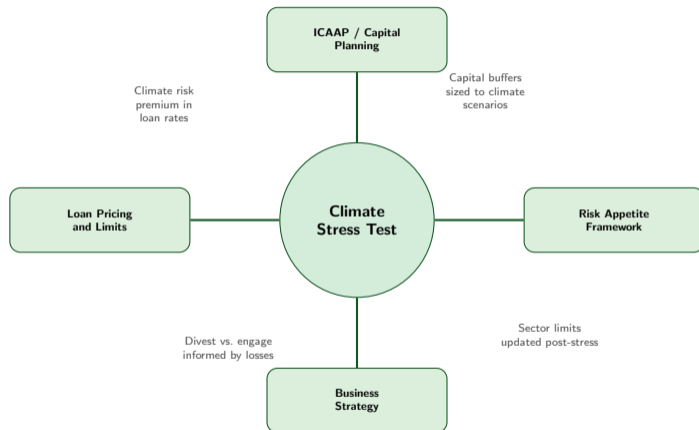 ICAAP / Capital
Planning
Climate risk
premium in
loan rates
Capital buffers
sized to climate
scenarios
Loan Pricing
and Limits
Climate
Stress Test
Risk Appetite
Framework
Divest vs. engage
informed by losses
Sector limits
updated post-stress
Business
Strategy